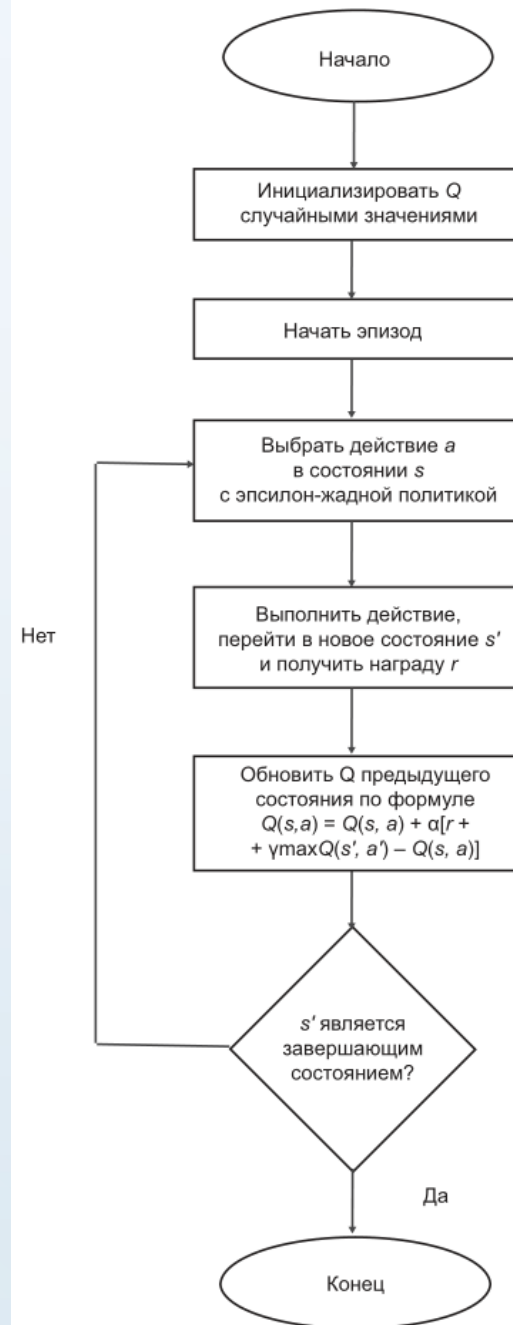 Начало
Инициализировать Q
случайными значениями
Начать эпизод
Выбрать действие a
в состоянии s
с эпсилон-жадной политикой
Нет
Выполнить действие,
перейти в новое состояние s'
и получить награду r
Обновить Q предыдущего
состояния по формуле
Q(s,a) = Q(s, a) + α[r +
+ γmaxQ(s', a') – Q(s, a)]
s' является
завершающим
состоянием?
Да
Конец